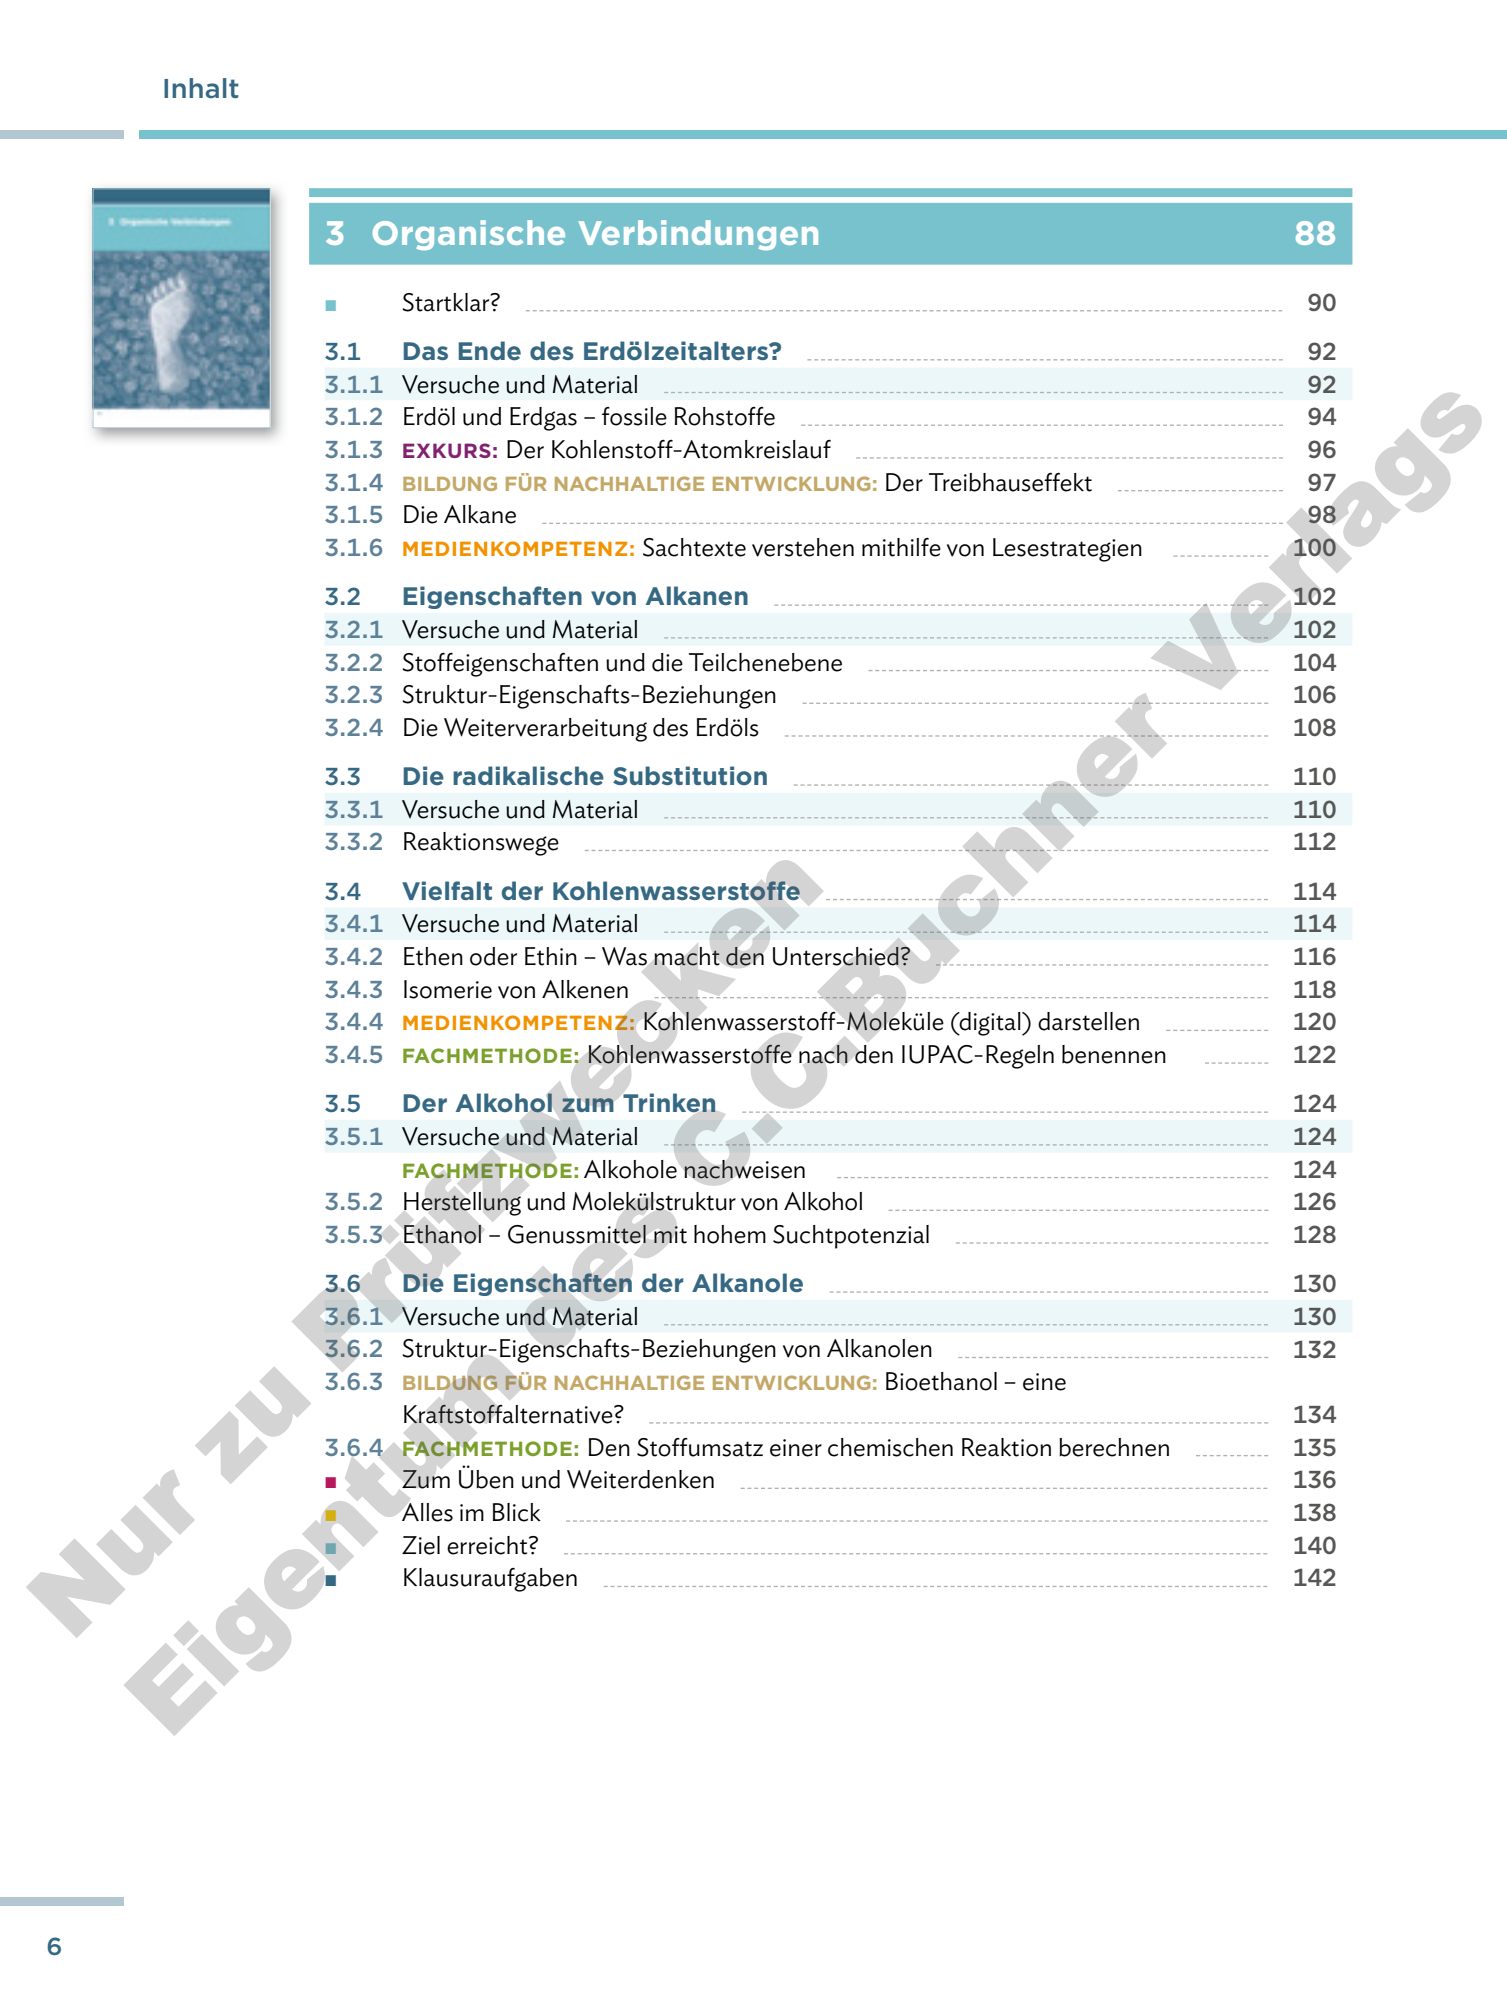 Inhalt
3 Organische Verbindungen
3 Organische Verbindungen 88
Startklar? 90
3.1 Das Ende des Erdölzeitalters? 92
3.1.1 Versuche und Material 92
3.1.2 Erdöl und Erdgas – fossile Rohstoffe 94
3.1.3 EXKURS: Der Kohlenstoff-Atomkreislauf 96
3.1.4 BILDUNG FÜR NACHHALTIGE ENTWICKLUNG: Der Treibhauseffekt 97
3.1.5 Die Alkane 98
3.1.6 MEDIENKOMPETENZ: Sachtexte verstehen mithilfe von Lesestrategien 100
3.2 Eigenschaften von Alkanen 102
3.2.1 Versuche und Material 102
3.2.2 Stoffeigenschaften und die Teilchenebene 104
3.2.3 Struktur-Eigenschafts-Beziehungen 106
3.2.4 Die Weiterverarbeitung des Erdöls 108
3.3 Die radikalische Substitution 110
3.3.1 Versuche und Material 110
3.3.2 Reaktionswege 112
3.4 Vielfalt der Kohlenwasserstoffe 114
3.4.1 Versuche und Material 114
3.4.2 Ethen oder Ethin – Was macht den Unterschied? 116
3.4.3 Isomerie von Alkenen 118
3.4.4 MEDIENKOMPETENZ: Kohlenwasserstoff-Moleküle (digital) darstellen 120
3.4.5 FACHMETHODE: Kohlenwasserstoffe nach den IUPAC-Regeln benennen 122
3.5 Der Alkohol zum Trinken 124
3.5.1 Versuche und Material 124
FACHMETHODE: Alkohole nachweisen 124
3.5.2 Herstellung und Molekülstruktur von Alkohol 126
3.5.3 Ethanol – Genussmittel mit hohem Suchtpotenzial 128
3.6 Die Eigenschaften der Alkanole 130
3.6.1 Versuche und Material 130
3.6.2 Struktur-Eigenschafts-Beziehungen von Alkanolen 132
3.6.3 BILDUNG FÜR NACHHALTIGE ENTWICKLUNG: Bioethanol – eine
Kraftstoffalternative? 134
3.6.4 FACHMETHODE: Den Stoffumsatz einer chemischen Reaktion berechnen 135
Zum Üben und Weiterdenken 136
Alles im Blick 138
Ziel erreicht? 140
Klausuraufgaben 142
Nur zu Prüfzwecken
Eigentum des C.C.Buchner Verlags
6